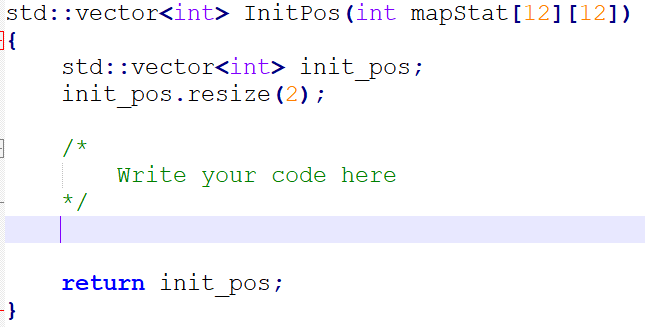 std::vector<int> InitPos(int mapStat[12][12])
{
    std::vector<int> init_pos;
    init_pos.resize(2);
    /*
        Write your code here
    */
    return init_pos;
}